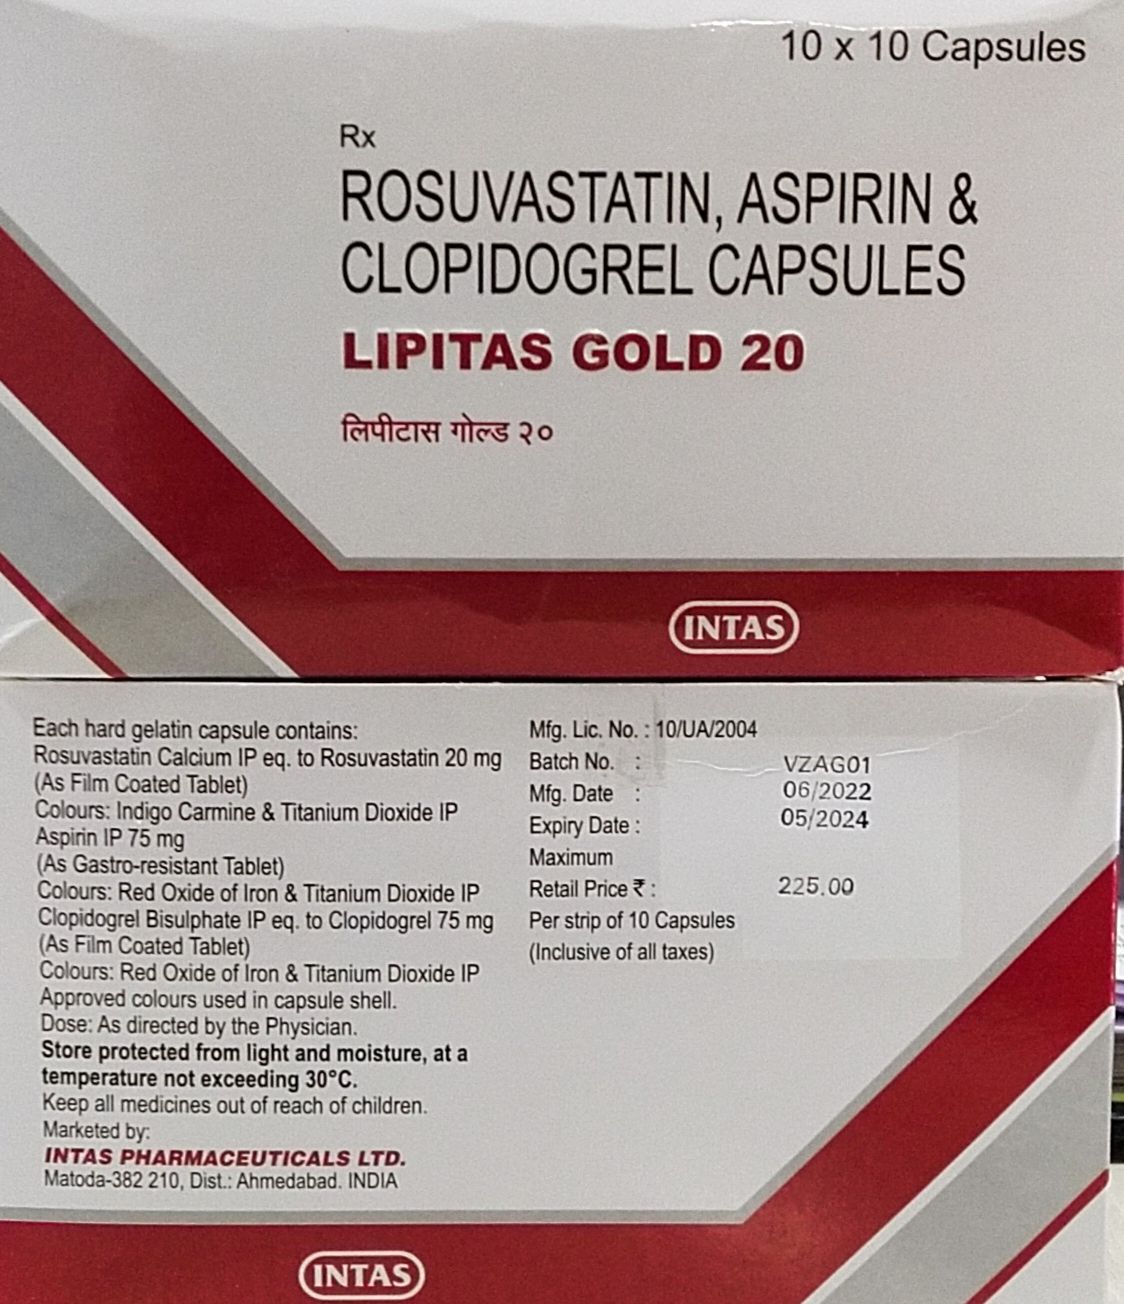 10 x 10 Capsules
Rx
ROSUVASTATIN, ASPIRIN &
CLOPIDOGREL CAPSULES
LIPITAS GOLD 20
लिपीटास गोल्ड २०
INTAS
Each hard gelatin capsule contains:
Rosuvastatin Calcium IP eq. to Rosuvastatin 20 mg
(As Film Coated Tablet)
Colours: Indigo Carmine & Titanium Dioxide IP
Aspirin IP 75 mg
(As Gastro-resistant Tablet)
Colours: Red Oxide of Iron & Titanium Dioxide IP
Clopidogrel Bisulphate IP eq. to Clopidogrel 75 mg
(As Film Coated Tablet)
Colours: Red Oxide of Iron & Titanium Dioxide IP
Approved colours used in capsule shell.
Dose: As directed by the Physician.
Store protected from light and moisture, at a
temperature not exceeding 30°C.
Keep all medicines out of reach of children.
Marketed by:
INTAS PHARMACEUTICALS LTD.
Matoda-382 210, Dist.: Ahmedabad. INDIA
Mfg. Lic. No. : 10/UA/2004
Batch No. : VZAG01
Mfg. Date : 06/2022
Expiry Date : 05/2024
Maximum
Retail Price ₹ : 225.00
Per strip of 10 Capsules
(Inclusive of all taxes)
INTAS